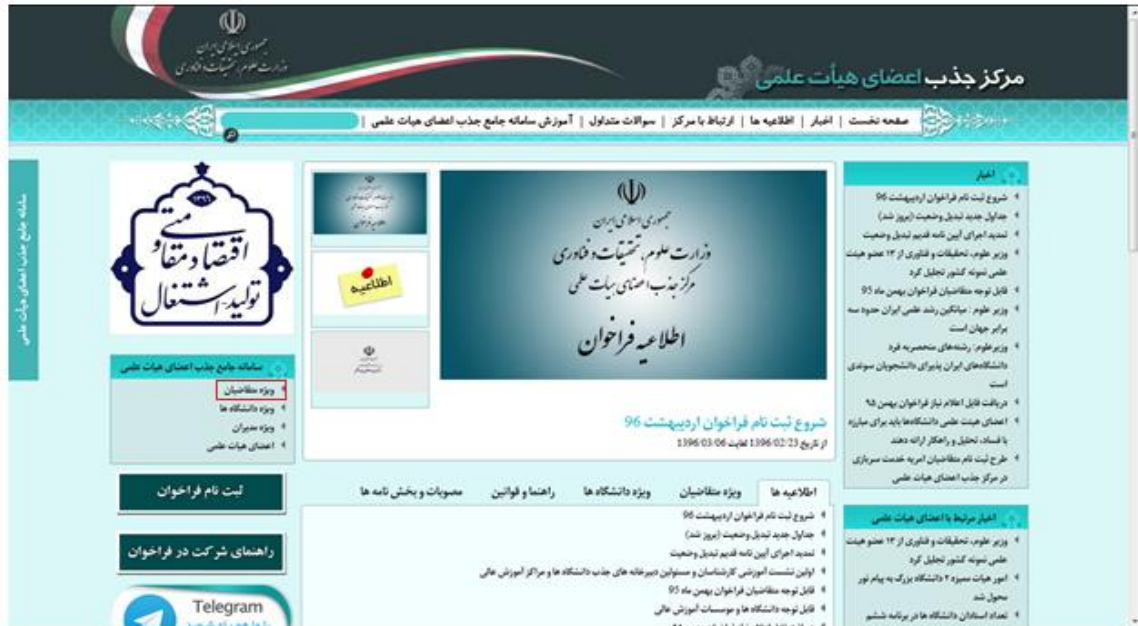 جمهوری اسلامی ایران
وزارت علوم، تحقیقات و فناوری
مرکز جذب اعضای هیأت علمی
صفحه نخست | اخبار | اطلاعیه ها | ارتباط با مرکز | سوالات متداول | آموزش سامانه جامع جذب اعضای هیات علمی |
اخبار
شروع ثبت نام فراخوان اردیبهشت 96
جداول جدید تبدیل وضعیت (بروز شد)
تمدید اجرای آیین نامه قدیم تبدیل وضعیت
وزیر علوم، تحقیقات و فناوری از ۱۳ عضو هیئت
علمی نمونه کشور تجلیل کرد
قابل توجه متقاضیان فراخوان بهمن ماه 95
وزیر علوم : میانگین رشد علمی ایران حدود سه
برابر جهان است
وزیرعلوم: رشته‌های منحصربه فرد
دانشگاه‌های ایران پذیرای دانشجویان سوئدی
است
دریافت فایل اعلام نیاز فراخوان بهمن ۹۵
اعضای هیئت علمی دانشگاه‌ها باید برای مبارزه
با فساد، تحلیل و راهکار ارائه دهند
طرح ثبت نام متقاضیان امریه خدمت سربازی
در مرکز جذب اعضای هیات علمی
اخبار مرتبط با اعضای هیات علمی
وزیر علوم، تحقیقات و فناوری از ۱۳ عضو هیئت
علمی نمونه کشور تجلیل کرد
امور هیات ممیزه ۲ دانشگاه بزرگ به پیام نور
محول شد
تعداد استادان دانشگاه ها در برنامه ششم
جمهوری اسلامی ایران
وزارت علوم، تحقیقات و فناوری
مرکز جذب اعضای هیأت علمی
اطلاعیه فراخوان
اطلاعیه
شروع ثبت نام فراخوان اردیبهشت 96
از تاریخ 1396/02/23 لغایت 1396/03/06
اطلاعیه ها
ویژه متقاضیان
ویژه دانشگاه ها
راهنما و قوانین
مصوبات و بخش نامه ها
شروع ثبت نام فراخوان اردیبهشت 96
جداول جدید تبدیل وضعیت (بروز شد)
تمدید اجرای آیین نامه قدیم تبدیل وضعیت
اولین نشست آموزشی کارشناسان و مسئولین دبیرخانه های جذب دانشگاه ها و مراکز آموزش عالی
قابل توجه متقاضیان فراخوان بهمن ماه 95
قابل توجه دانشگاه ها و موسسات آموزش عالی
۱۳۹۶
اقتصاد مقاومتی
تولید-اشتغال
سامانه جامع جذب اعضای هیات علمی
ویژه متقاضیان
ویژه دانشگاه ها
ویژه مدیران
اعضای هیات علمی
ثبت نام فراخوان
راهنمای شرکت در فراخوان
Telegram
سامانه جامع جذب اعضای هیأت علمی